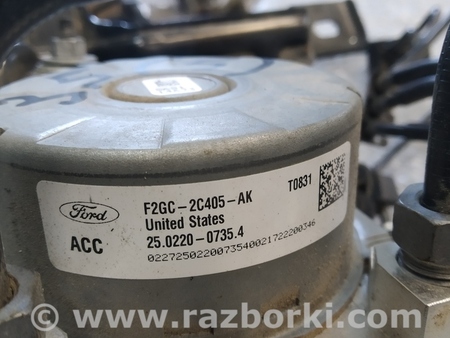 Ford
F2GC-2C405-AK
T0831
United States
ACC
25.0220-0735.4
0227250220073540021722200346
www.razborki.com